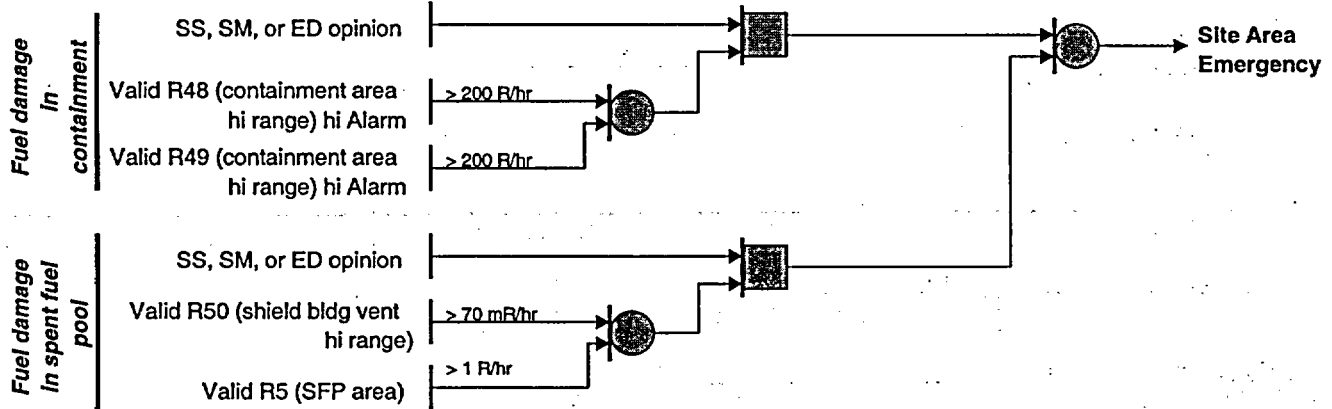 Fuel damage
In
containment
SS, SM, or ED opinion
Valid R48 (containment area
hi range) hi Alarm
> 200 R/hr
Valid R49 (containment area
hi range) hi Alarm
> 200 R/hr
Site Area
Emergency
Fuel damage
In spent fuel
pool
SS, SM, or ED opinion
Valid R50 (shield bldg vent
hi range)
> 70 mR/hr
Valid R5 (SFP area)
> 1 R/hr